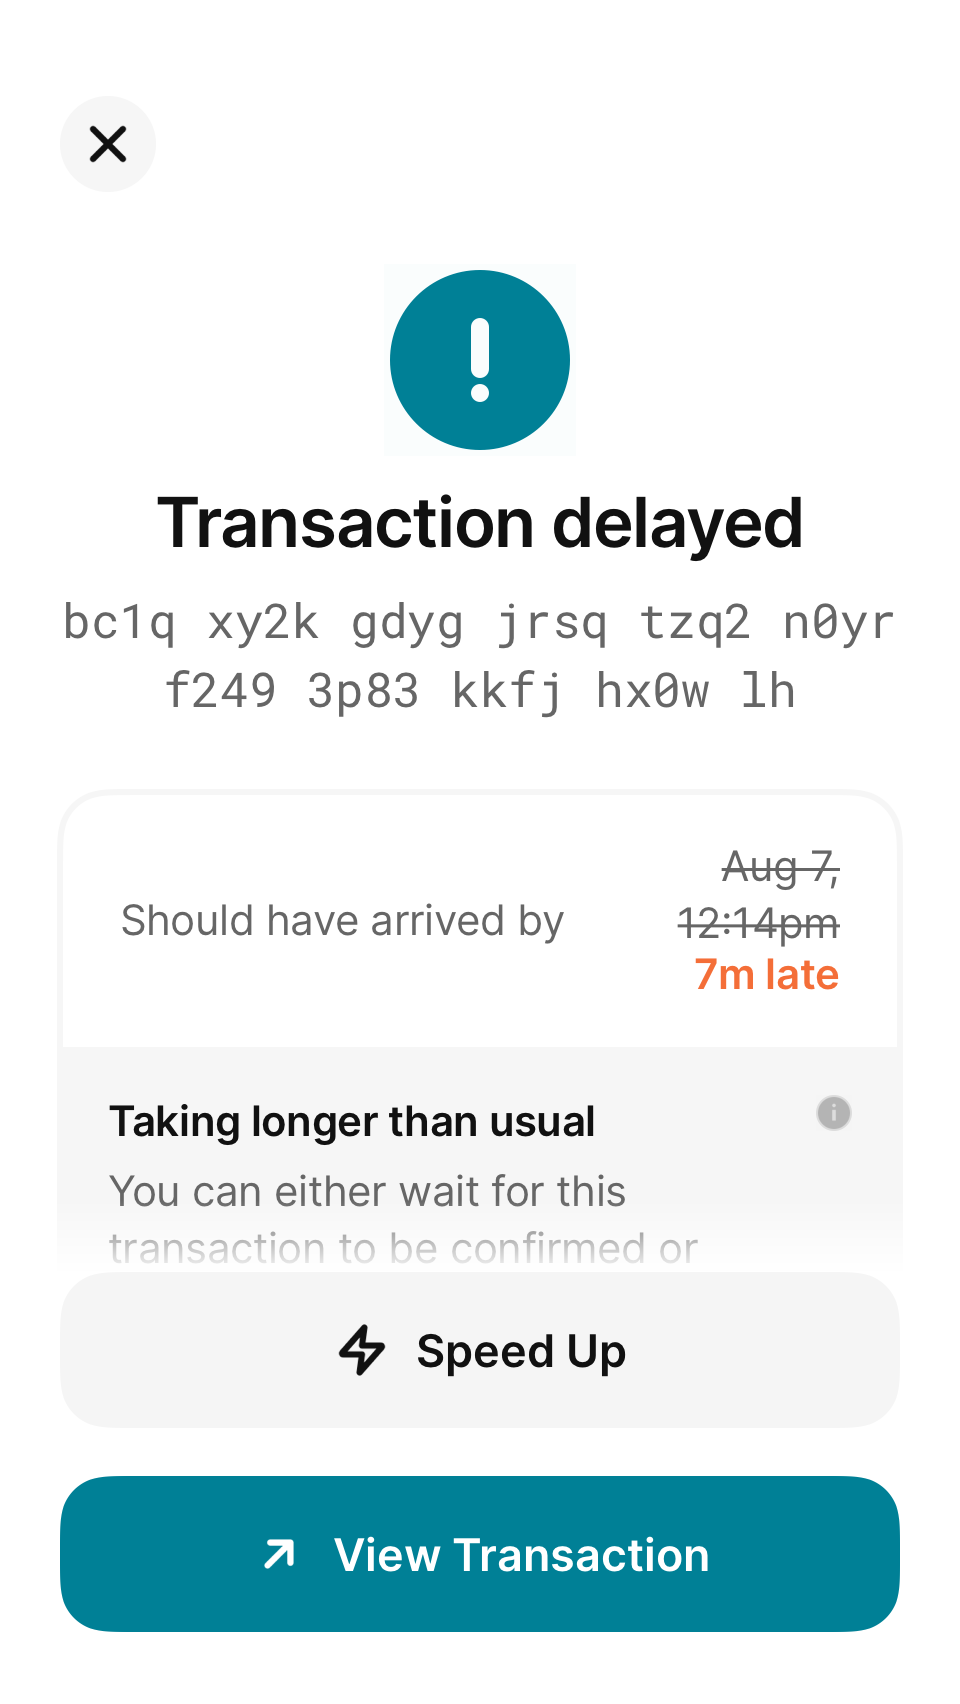 Transaction delayed
bc1q xy2k gdyg jrsq tzq2 n0yr
f249 3p83 kkfj hx0w lh
Should have arrived by
Aug 7,
12:14pm
7m late
Taking longer than usual
You can either wait for this
transaction to be confirmed or
Speed Up
View Transaction